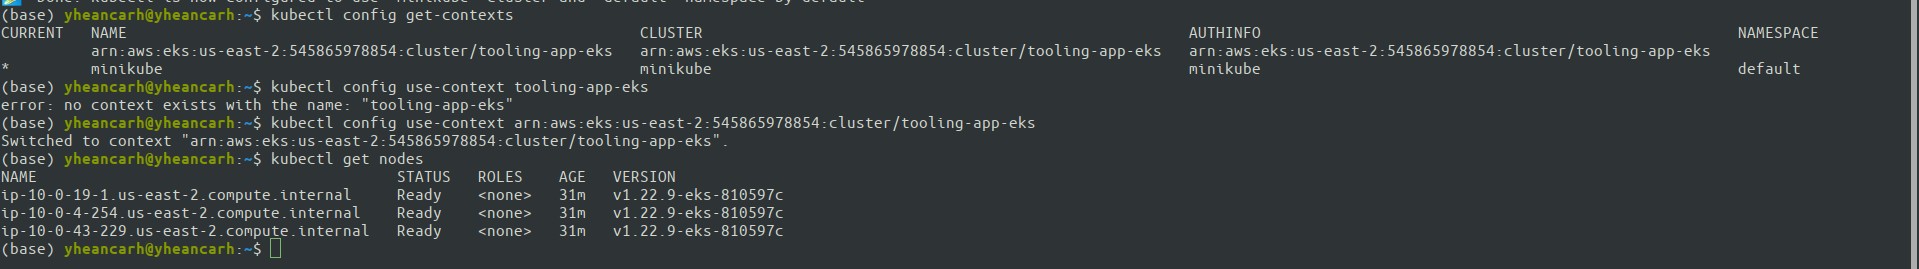 (base) yheancarh@yheancarh:~$ kubectl config get-contexts
CURRENT   NAME                                                          CLUSTER                                                       AUTHINFO                                                      NAMESPACE
          arn:aws:eks:us-east-2:545865978854:cluster/tooling-app-eks   arn:aws:eks:us-east-2:545865978854:cluster/tooling-app-eks   arn:aws:eks:us-east-2:545865978854:cluster/tooling-app-eks
*         minikube                                                     minikube                                                     minikube                                                     default
(base) yheancarh@yheancarh:~$ kubectl config use-context tooling-app-eks
error: no context exists with the name: "tooling-app-eks"
(base) yheancarh@yheancarh:~$ kubectl config use-context arn:aws:eks:us-east-2:545865978854:cluster/tooling-app-eks
Switched to context "arn:aws:eks:us-east-2:545865978854:cluster/tooling-app-eks".
(base) yheancarh@yheancarh:~$ kubectl get nodes
NAME                                        STATUS   ROLES    AGE   VERSION
ip-10-0-19-1.us-east-2.compute.internal     Ready    <none>   31m   v1.22.9-eks-810597c
ip-10-0-4-254.us-east-2.compute.internal    Ready    <none>   31m   v1.22.9-eks-810597c
ip-10-0-43-229.us-east-2.compute.internal   Ready    <none>   31m   v1.22.9-eks-810597c
(base) yheancarh@yheancarh:~$